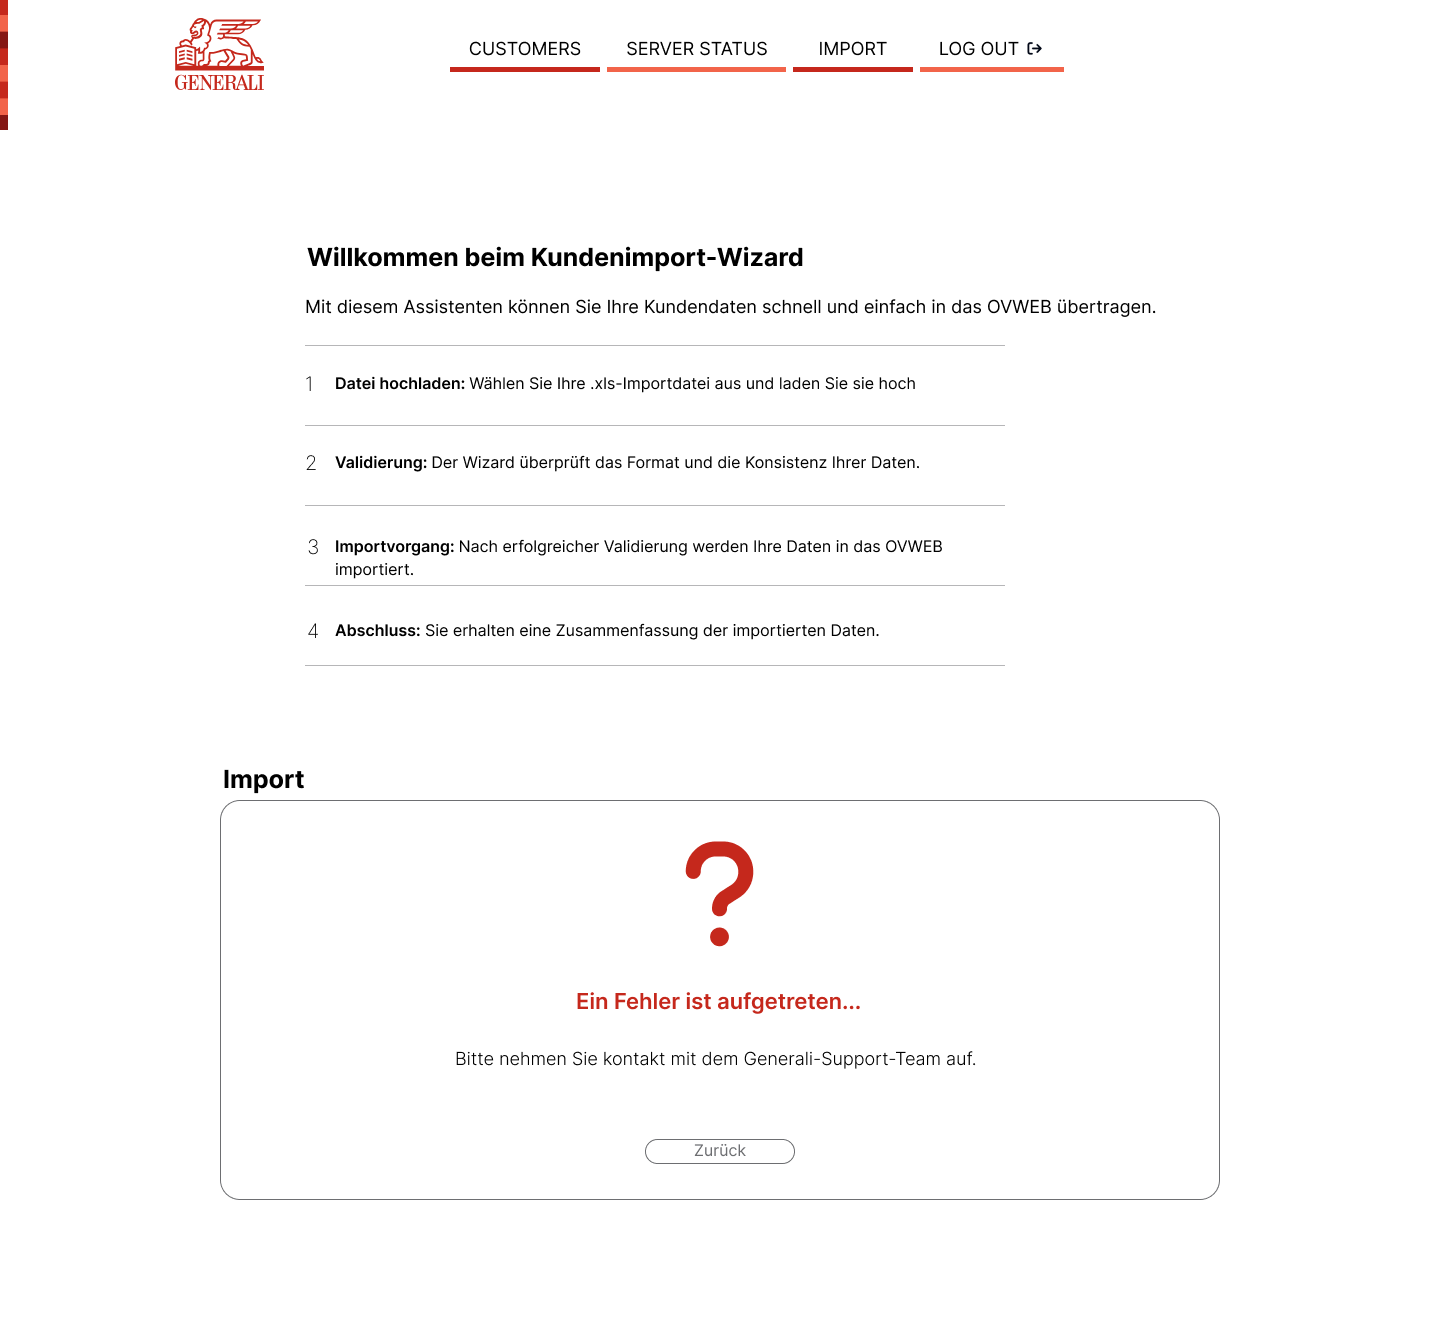 GENERALI
CUSTOMERS
SERVER STATUS
IMPORT
LOG OUT
Willkommen beim Kundenimport-Wizard
Mit diesem Assistenten können Sie Ihre Kundendaten schnell und einfach in das OVWEB übertragen.
1 Datei hochladen: Wählen Sie Ihre .xls-Importdatei aus und laden Sie sie hoch
2 Validierung: Der Wizard überprüft das Format und die Konsistenz Ihrer Daten.
3 Importvorgang: Nach erfolgreicher Validierung werden Ihre Daten in das OVWEB
importiert.
4 Abschluss: Sie erhalten eine Zusammenfassung der importierten Daten.
Import
?
Ein Fehler ist aufgetreten...
Bitte nehmen Sie kontakt mit dem Generali-Support-Team auf.
Zurück